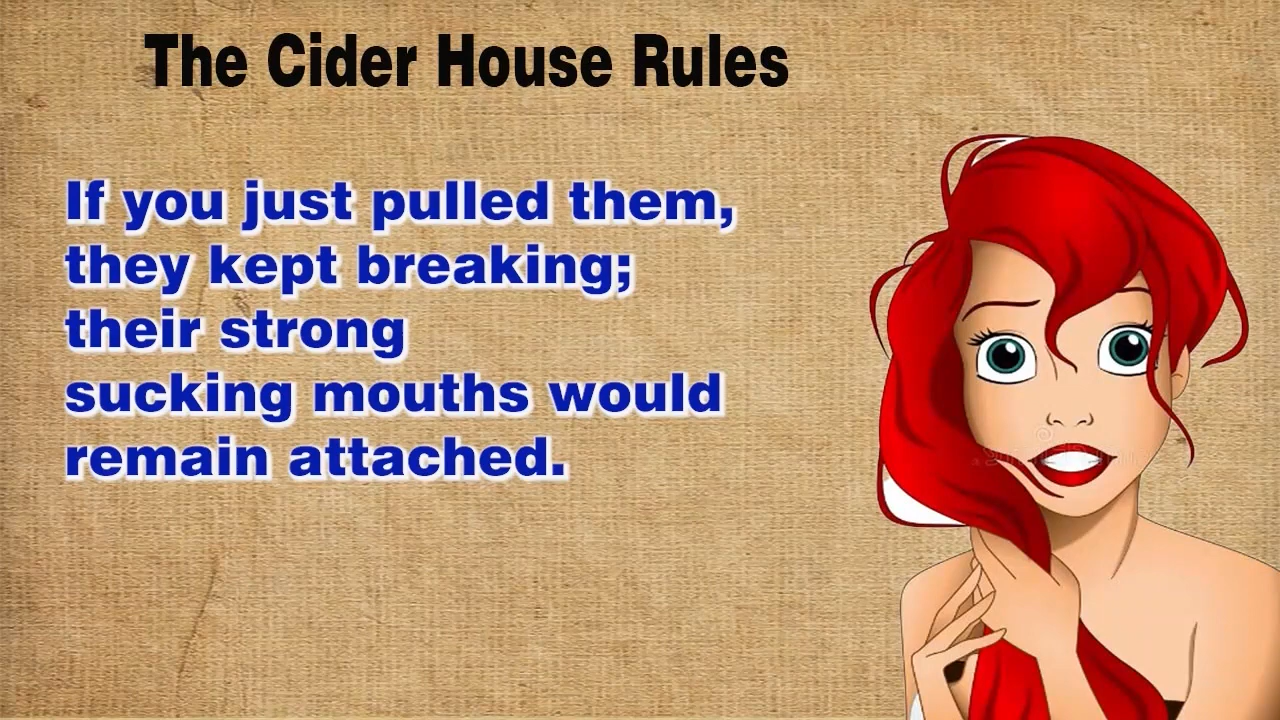 The Cider House Rules
If you just pulled them,
they kept breaking;
their strong
sucking mouths would
remain attached.